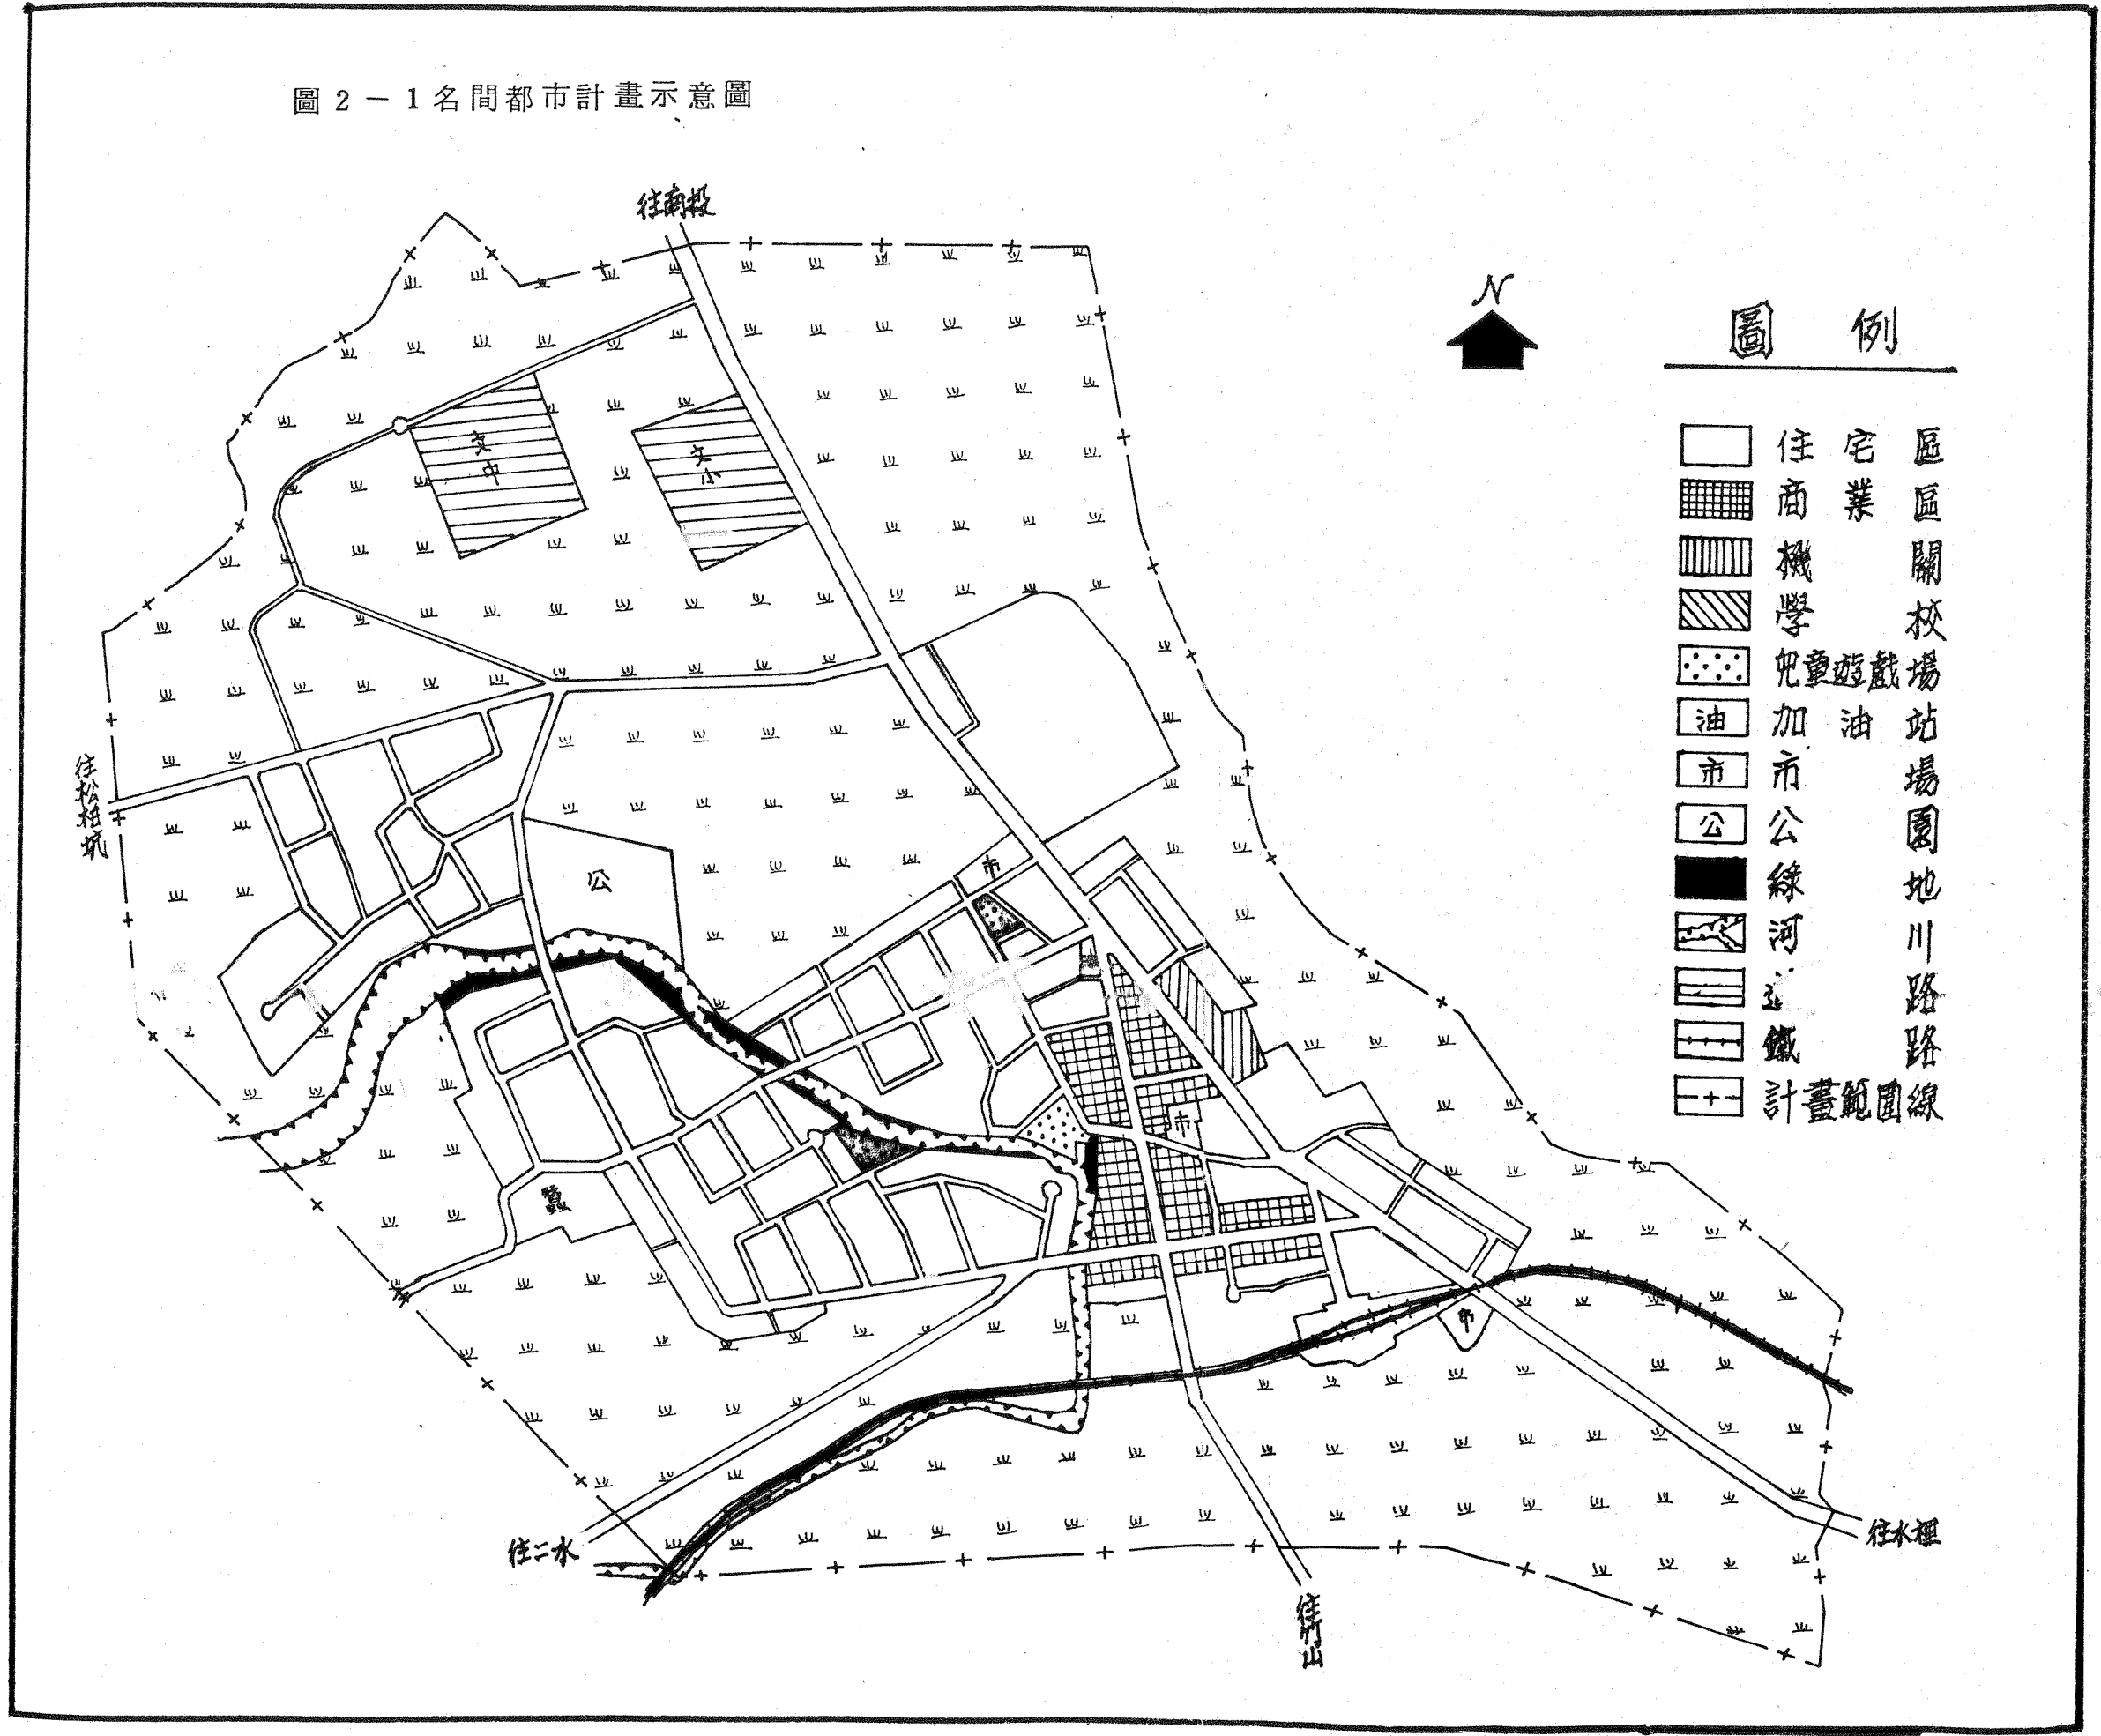 圖2－1名間都市計畫示意圖
往南投
N
圖例
住宅區
商業區
機關
學校
兒童遊戲場
油 加油站
市 市場
公 公園
綠地
河川
路
鐵路
計畫範圍線
文中
文小
往松柏坑
公
市
市
蠶
市
往二水
往水裡
往竹山